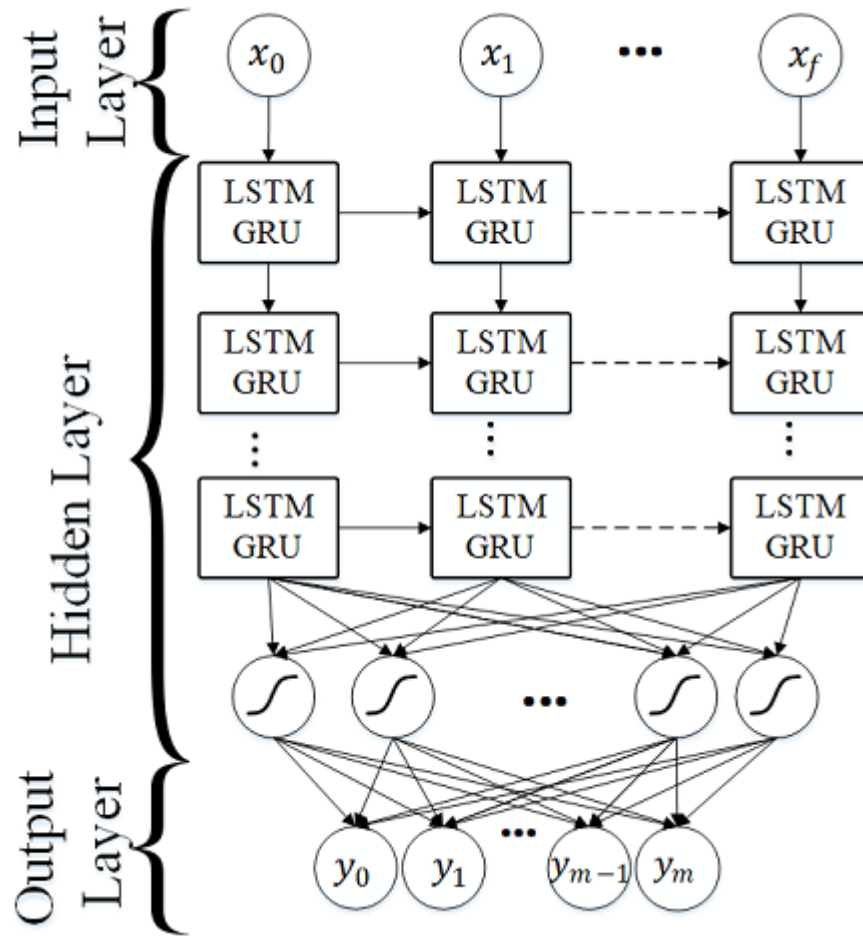 Input
Layer
x₀ x₁ ... x_f
LSTM
GRU
LSTM
GRU
LSTM
GRU
Hidden Layer
LSTM
GRU
LSTM
GRU
LSTM
GRU
LSTM
GRU
LSTM
GRU
LSTM
GRU
Output
Layer
y₀ y₁ ... yₘ₋₁ yₘ